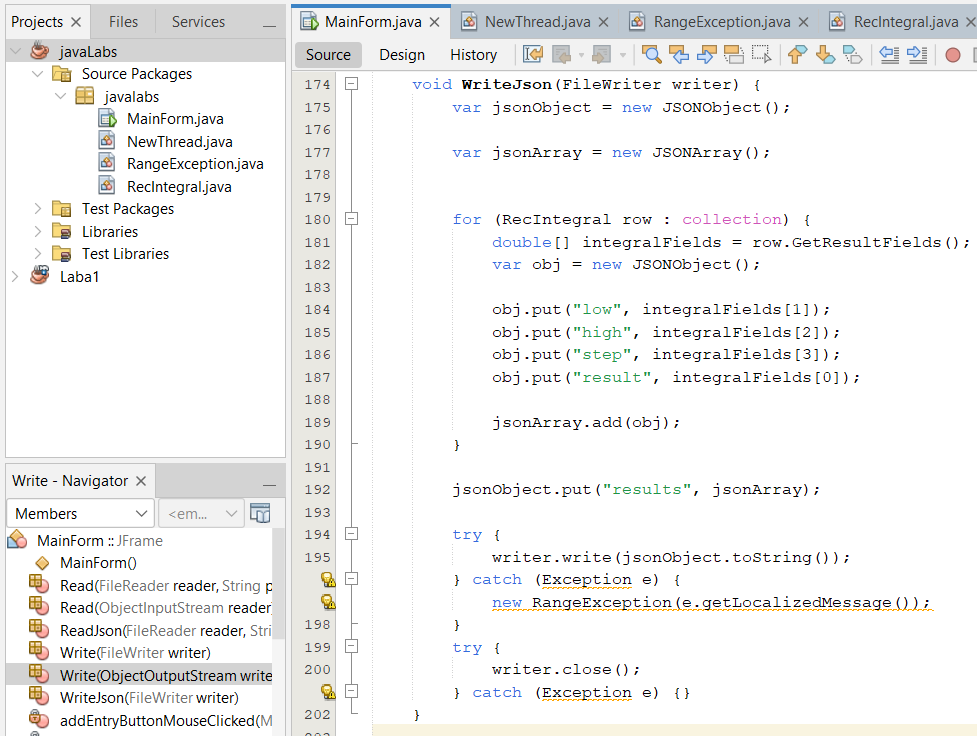 Projects Files Services
javaLabs
Source Packages
javalabs
MainForm.java
NewThread.java
RangeException.java
RecIntegral.java
Test Packages
Libraries
Test Libraries
Laba1
Write - Navigator
Members <em...
MainForm :: JFrame
MainForm()
Read(FileReader reader, String p
Read(ObjectInputStream reader
ReadJson(FileReader reader, Stri
Write(FileWriter writer)
Write(ObjectOutputStream write
WriteJson(FileWriter writer)
addEntryButtonMouseClicked(M
MainForm.java NewThread.java RangeException.java RecIntegral.java
Source Design History
174 void WriteJson(FileWriter writer) {
175 var jsonObject = new JSONObject();
176
177 var jsonArray = new JSONArray();
178
179
180 for (RecIntegral row : collection) {
181 double[] integralFields = row.GetResultFields();
182 var obj = new JSONObject();
183
184 obj.put("low", integralFields[1]);
185 obj.put("high", integralFields[2]);
186 obj.put("step", integralFields[3]);
187 obj.put("result", integralFields[0]);
188
189 jsonArray.add(obj);
190 }
191
192 jsonObject.put("results", jsonArray);
193
194 try {
195 writer.write(jsonObject.toString());
} catch (Exception e) {
new RangeException(e.getLocalizedMessage());
198 }
199 try {
200 writer.close();
} catch (Exception e) {}
202 }